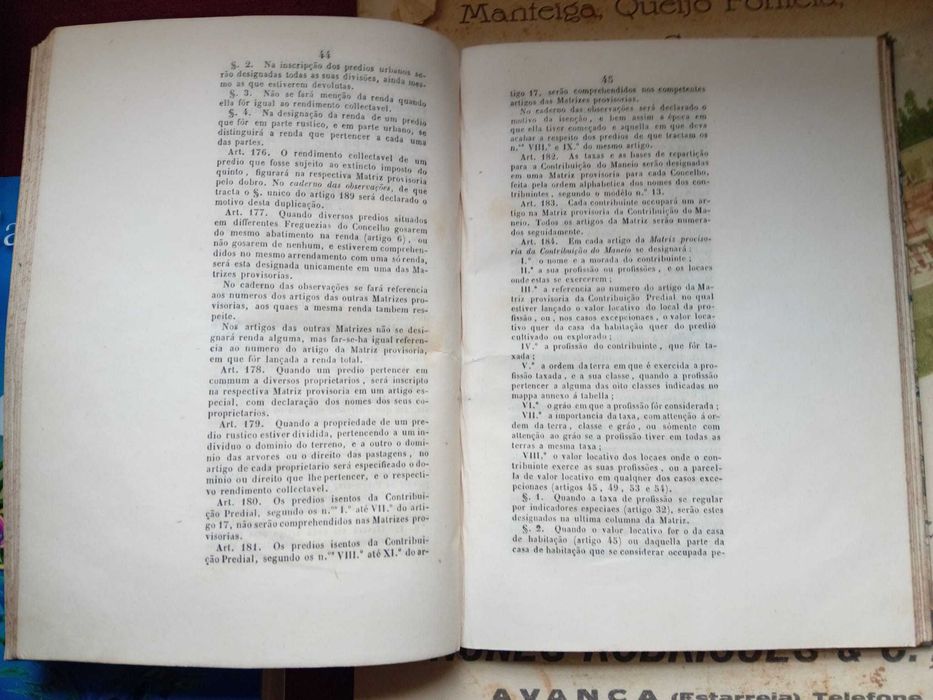 Manteiga, Queijo
44
§. 2. Na inscripção dos predios urbanos se-
rão designadas todas as suas divisões, ainda mes-
mo as que estiverem devolutas.
§. 3. Não se fará menção da renda quando
ella fôr igual ao rendimento collectavel.
§. 4. Na designação da renda de um predio
que fôr em parte rustico, e em parte urbano, se
distinguirá a renda que pertencer a cada uma
das partes.
Art. 176. O rendimento collectavel de um
predio que fosse sojeito ao extincto imposto do
quinto, figurará na respectiva Matriz provisoria
pelo dobro. No caderno das observações, de que
tracta o §. unico do artigo 189 será declarado o
motivo desta duplicação.
Art. 177. Quando diversos predios situados
em differentes Freguezias do Concelho gosarem
do mesmo abatimento na renda (artigo 6), ou
não gosarem de nenhum, e estiverem comprehen-
didos no mesmo arrendamento com uma só renda,
será esta designada unicamente em uma das Ma-
trizes provisorias.
No caderno das observações se fará referencia
aos numeros dos artigos das outras Matrizes pro-
visorias, aos quaes a mesma renda tambem res-
peite.
Nos artigos das outras Matrizes não se desi-
gnará renda alguma, mas far-se-ha igual referen-
cia ao numero do artigo da Matriz provisoria,
em que fôr lançada a renda total.
Art. 178. Quando um predio pertencer em
commum a diversos proprietarios, será inscripto
na respectiva Matriz provisoria em um artigo es-
pecial, com declaração dos nomes dos seus co-
proprietarios.
Art. 179. Quando a propriedade de um pre-
dio rustico estiver dividida, pertencendo a um in-
dividuo o dominio do terreno, e a outro o domi-
nio das arvores ou o direito das pastagens, no
artigo de cada proprietario será especificado o do-
minio ou direito que lhe pertencer, e o respecti-
vo rendimento collectavel.
Art. 180. Os predios isentos da Contribui-
ção Predial, segundo os n.os I.º até VII.º do arti-
go 17, não serão comprehendidos nas Matrizes pro-
visorias.
Art. 181. Os predios isentos da Contribui-
ção Predial, segundo os n.os VIII.º até XI.º do ar-
45
tigo 17, serão comprehendidos nos competentes
artigos das Matrizes provisorias.
No caderno das observações será declarado o
motivo da isenção, e bem assim a época em
que ella tiver começado e aquella em que deva
acabar a respeito dos predios de que tractam os
n.os VIII.º e IX.º do mesmo artigo.
Art. 182. As taxas e as bases de repartição
para a Contribuição do Maneio serão designadas
em uma Matriz provisoria para cada Concelho,
feita pela ordem alphabetica dos nomes dos con-
tribuintes, segundo o modêlo n.º 13.
Art. 183. Cada contribuinte occupará um ar-
tigo na Matriz provisoria da Contribuição do Ma-
neio. Todos os artigos da Matriz serão numera-
dos seguidamente.
Art. 184. Em cada artigo da Matriz proviso-
ria da Contribuição do Maneio se designará:
I.º o nome e a morada do contribuinte;
II.º a sua profissão ou profissões, e os locaes
onde estas se exercerem;
III.º a referencia ao numero do artigo da Ma-
triz provisoria da Contribuição Predial no qual
estiver lançado o valor locativo do local da pro-
fissão, ou, nos casos excepcionaes, o valor loca-
tivo quer da casa da habitação quer do predio
cultivado ou explorado;
IV.º a profissão do contribuinte, que fôr ta-
xada;
V.º a ordem da terra em que é exercida a pro-
fissão taxada, e a sua classe, quando a profissão
pertencer a alguma das oito classes indicadas no
mappa annexo á tabella;
VI.º o gráo em que a profissão fôr considerada;
VII.º a importancia da taxa, com attenção á or-
dem da terra, classe e gráo, ou sómente com
attenção ao gráo se a profissão tiver em todas as
terras a mesma taxa;
VIII.º o valor locativo dos locaes onde o con-
tribuinte exerce as suas profissões, ou a parcel-
la de valor locativo em qualquer dos casos exce-
pcionaes (artigos 45, 49, 53 e 54).
§. 1. Quando a taxa de profissão se regular
por indicadores especiaes (artigo 32), serão estes
designados na ultima columna da Matriz.
§. 2. Quando o valor locativo for o da casa
de habitação (artigo 45) ou daquella parte da
casa de habitação que se considerar occupada pe-
NUNES RODRIGUES & C.
AVANCA (Estarreja) Telefone